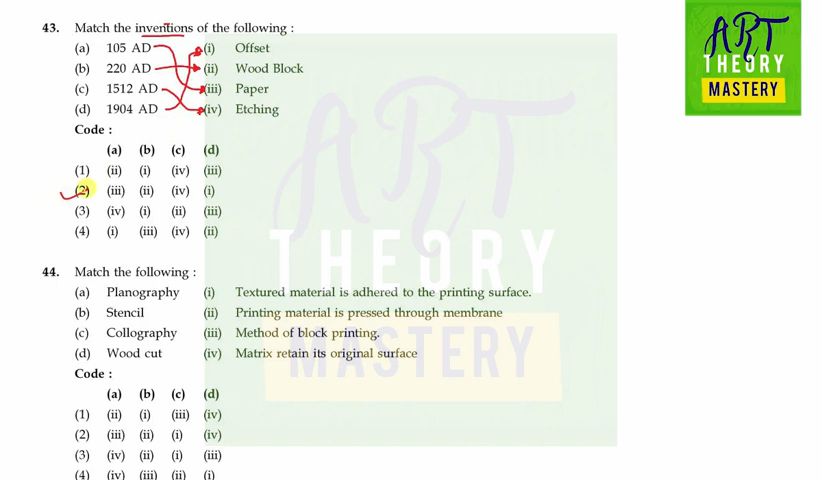 43. Match the inventions of the following :
(a) 105 AD (i) Offset
(b) 220 AD (ii) Wood Block
(c) 1512 AD (iii) Paper
(d) 1904 AD (iv) Etching
Code :
(a) (b) (c) (d)
(1) (ii) (i) (iv) (iii)
(2) (iii) (ii) (iv) (i)
(3) (iv) (i) (ii) (iii)
(4) (i) (iii) (iv) (ii)
44. Match the following :
(a) Planography (i) Textured material is adhered to the printing surface.
(b) Stencil (ii) Printing material is pressed through membrane
(c) Collography (iii) Method of block printing.
(d) Wood cut (iv) Matrix retain its original surface
Code :
(a) (b) (c) (d)
(1) (ii) (i) (iii) (iv)
(2) (iii) (ii) (i) (iv)
(3) (iv) (ii) (i) (iii)
(4) (iv) (iii) (ii) (i)
ART
THEORY
MASTERY
ART
THEORY
MASTERY